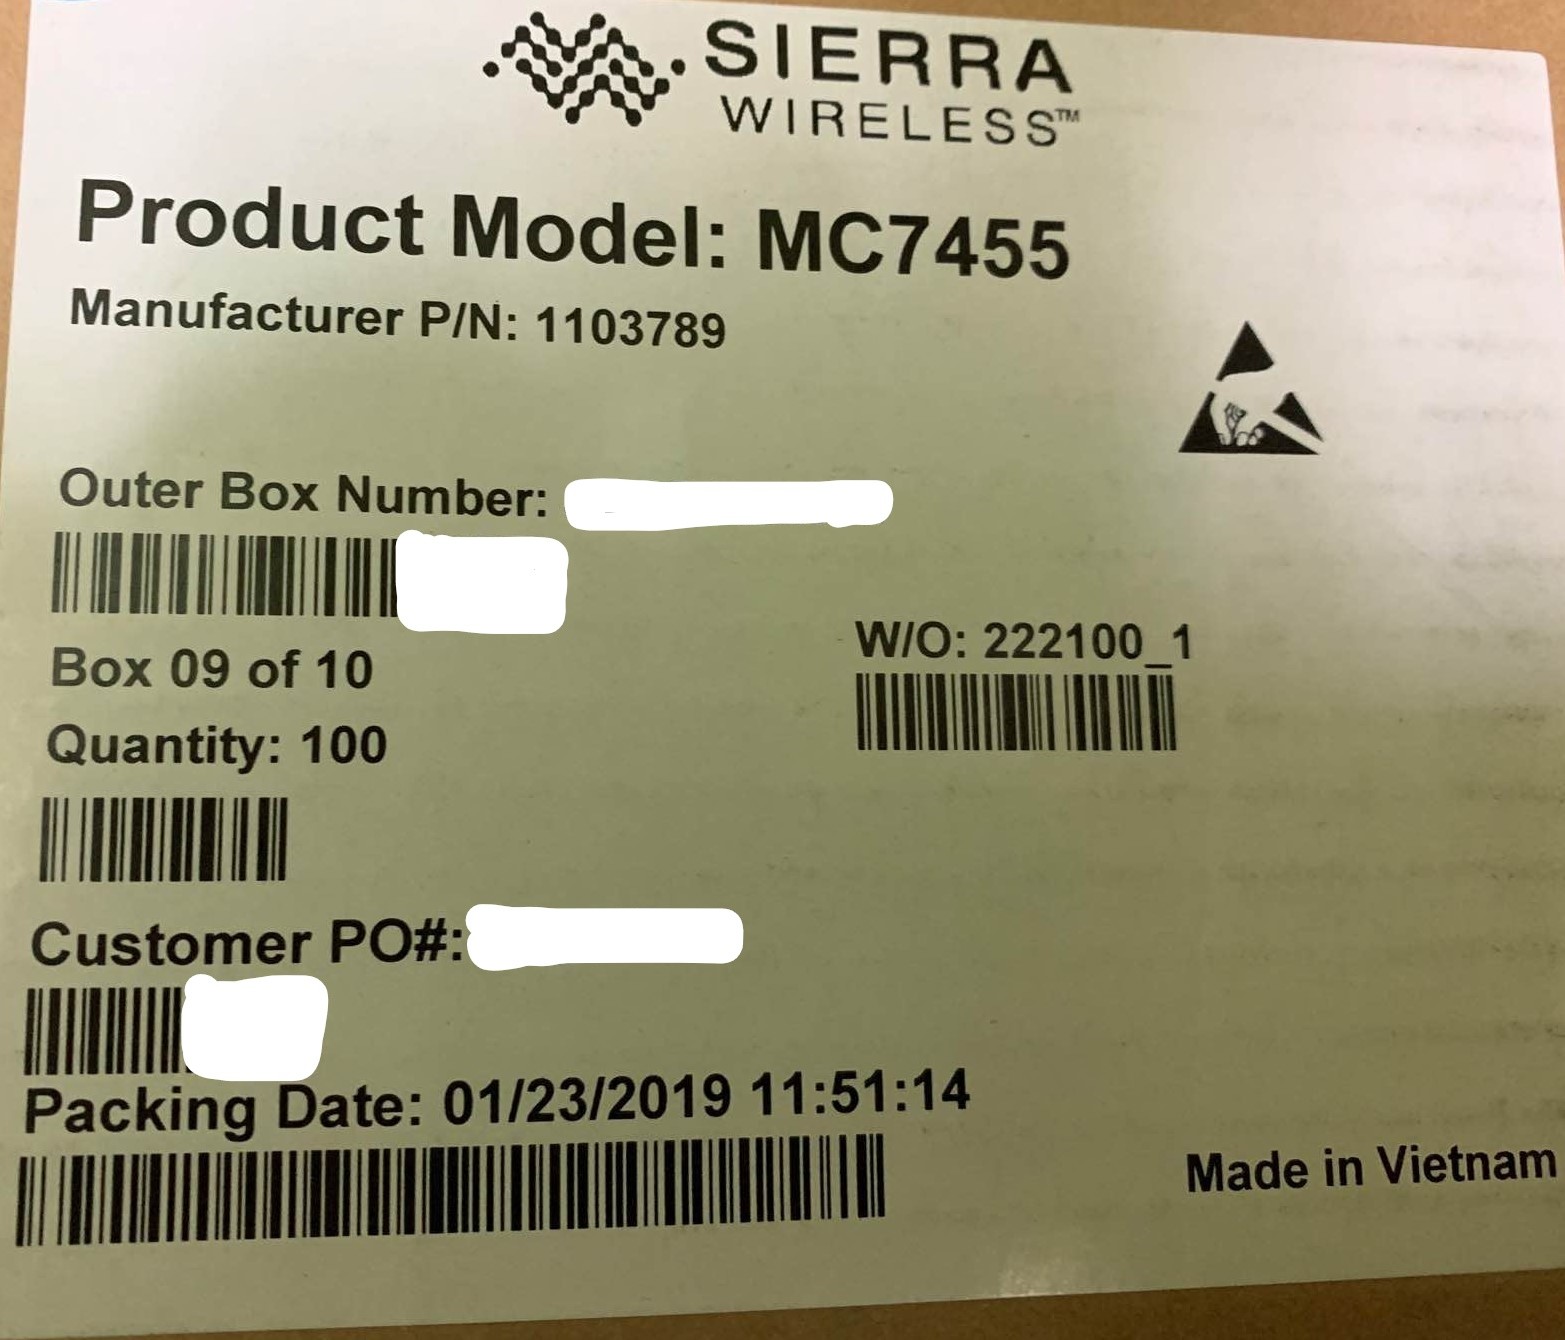 SIERRA
WIRELESS™
Product Model: MC7455
Manufacturer P/N: 1103789
Outer Box Number:
Box 09 of 10
W/O: 222100_1
Quantity: 100
Customer PO#:
Packing Date: 01/23/2019 11:51:14
Made in Vietnam